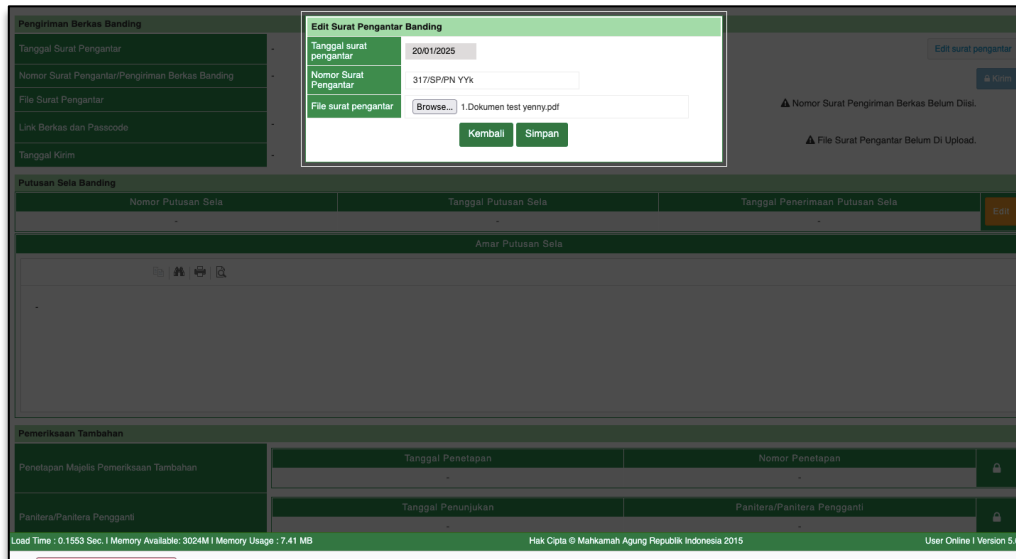 Pengiriman Berkas Banding
Edit Surat Pengantar Banding
Tanggal Surat Pengantar
-
Tanggal surat pengantar
20/01/2025
Edit surat pengantar
Nomor Surat Pengantar/Pengiriman Berkas Banding
-
Nomor Surat Pengantar
317/SP/PN YYk
Kirim
File Surat Pengantar
File surat pengantar
Browse... 1.Dokumen test yenny.pdf
Nomor Surat Pengiriman Berkas Belum Diisi.
Link Berkas dan Passcode
-
Kembali Simpan
File Surat Pengantar Belum Di Upload.
Tanggal Kirim
-
Putusan Sela Banding
Nomor Putusan Sela Tanggal Putusan Sela Tanggal Penerimaan Putusan Sela
Edit
- - -
Amar Putusan Sela
-
Pemeriksaan Tambahan
Penetapan Majelis Pemeriksaan Tambahan
Tanggal Penetapan Nomor Penetapan
- -
Panitera/Panitera Pengganti
Tanggal Penunjukan Panitera/Panitera Pengganti
- -
Load Time : 0.1553 Sec. I Memory Available: 3024M I Memory Usage : 7.41 MB Hak Cipta © Mahkamah Agung Republik Indonesia 2015 User Online I Version 5.